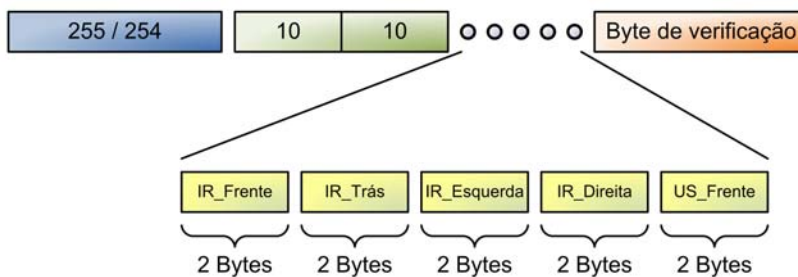 255 / 254 10 10 Byte de verificação
IR_Frente IR_Trás IR_Esquerda IR_Direita US_Frente
2 Bytes 2 Bytes 2 Bytes 2 Bytes 2 Bytes